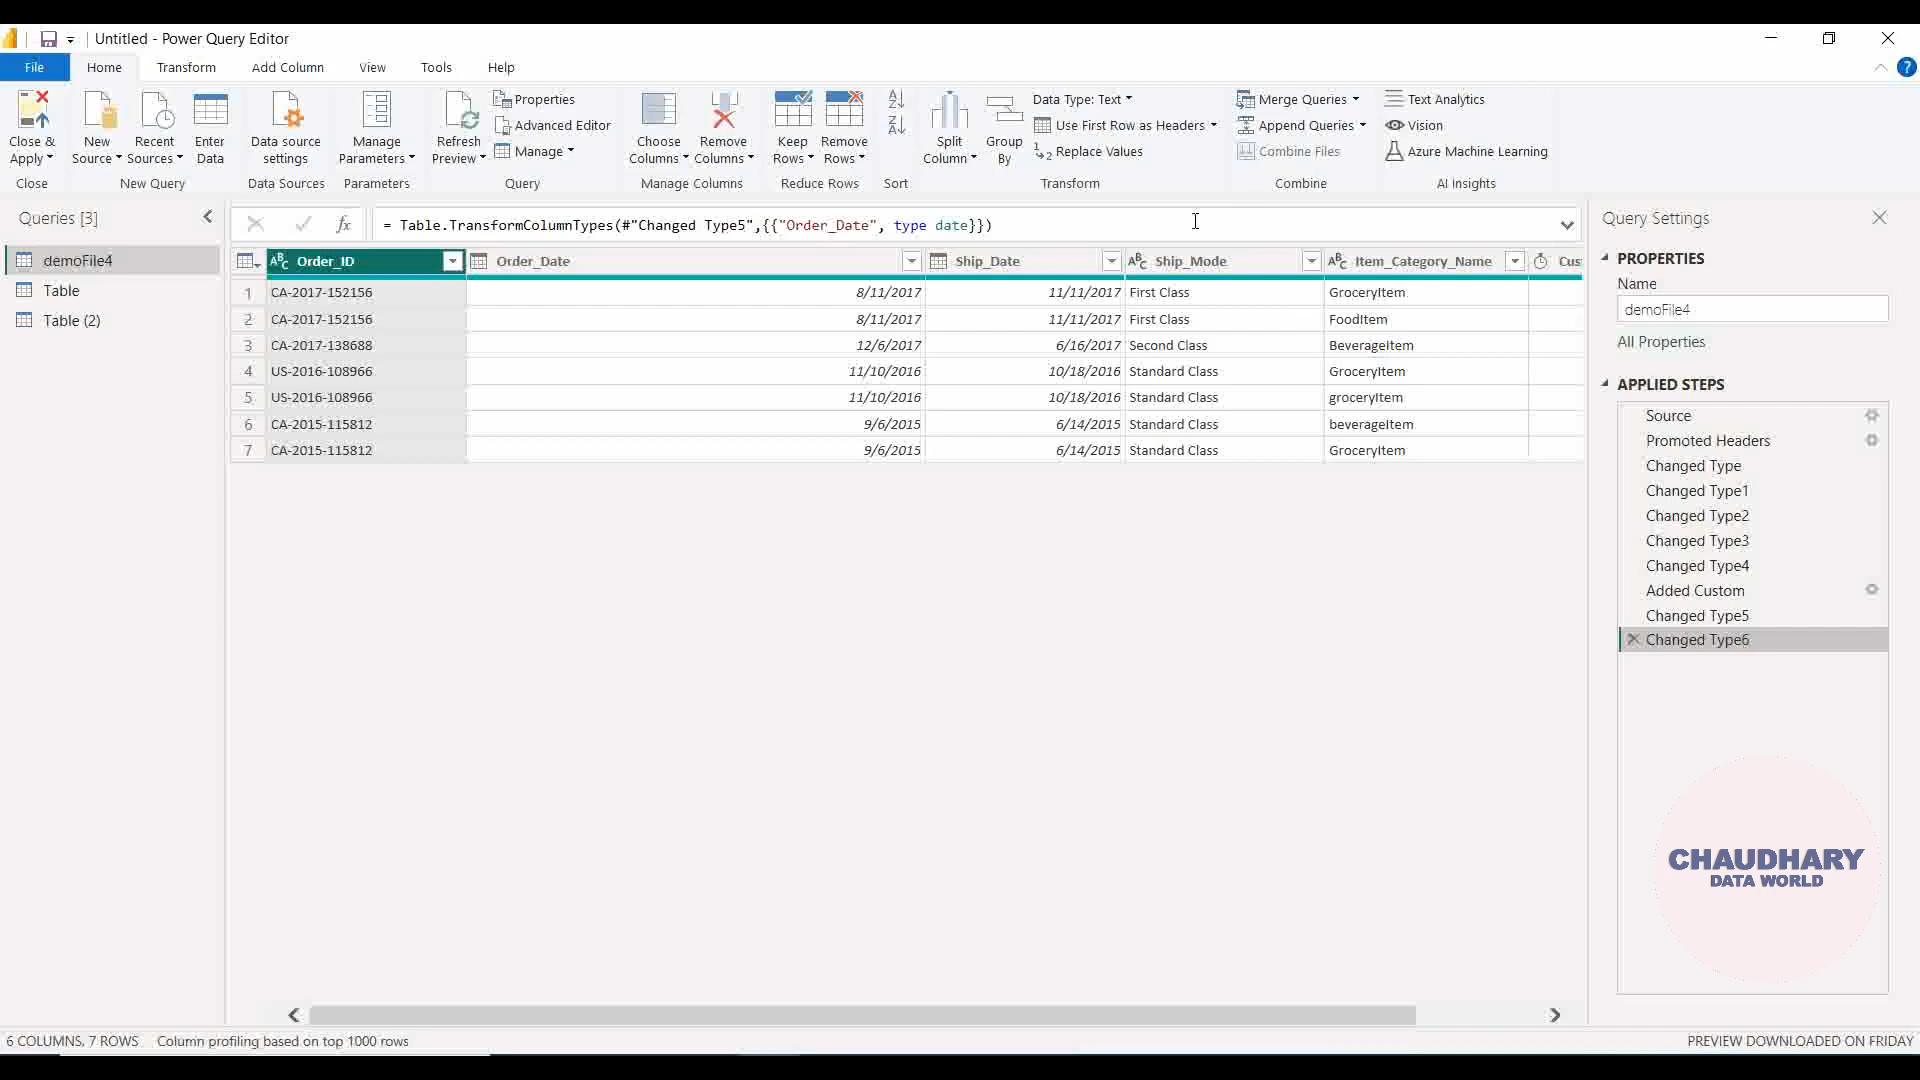 Untitled - Power Query Editor
File Home Transform Add Column View Tools Help
Close & Apply
New Source
Recent Sources
Enter Data
Data source settings
Manage Parameters
Refresh Preview
Properties
Advanced Editor
Manage
Choose Columns
Remove Columns
Keep Rows
Remove Rows
Split Column
Group By
Data Type: Text
Use First Row as Headers
Replace Values
Merge Queries
Append Queries
Combine Files
Text Analytics
Vision
Azure Machine Learning
Close New Query Data Sources Parameters Query Manage Columns Reduce Rows Sort Transform Combine AI Insights
Queries [3]
demoFile4
Table
Table (2)
= Table.TransformColumnTypes(#"Changed Type5",{{"Order_Date", type date}})
Order_ID Order_Date Ship_Date Ship_Mode Item_Category_Name Cus
1 CA-2017-152156 8/11/2017 11/11/2017 First Class GroceryItem
2 CA-2017-152156 8/11/2017 11/11/2017 First Class FoodItem
3 CA-2017-138688 12/6/2017 6/16/2017 Second Class BeverageItem
4 US-2016-108966 11/10/2016 10/18/2016 Standard Class GroceryItem
5 US-2016-108966 11/10/2016 10/18/2016 Standard Class groceryItem
6 CA-2015-115812 9/6/2015 6/14/2015 Standard Class beverageItem
7 CA-2015-115812 9/6/2015 6/14/2015 Standard Class GroceryItem
Query Settings
PROPERTIES
Name
demoFile4
All Properties
APPLIED STEPS
Source
Promoted Headers
Changed Type
Changed Type1
Changed Type2
Changed Type3
Changed Type4
Added Custom
Changed Type5
Changed Type6
CHAUDHARY
DATA WORLD
6 COLUMNS, 7 ROWS Column profiling based on top 1000 rows
PREVIEW DOWNLOADED ON FRIDAY